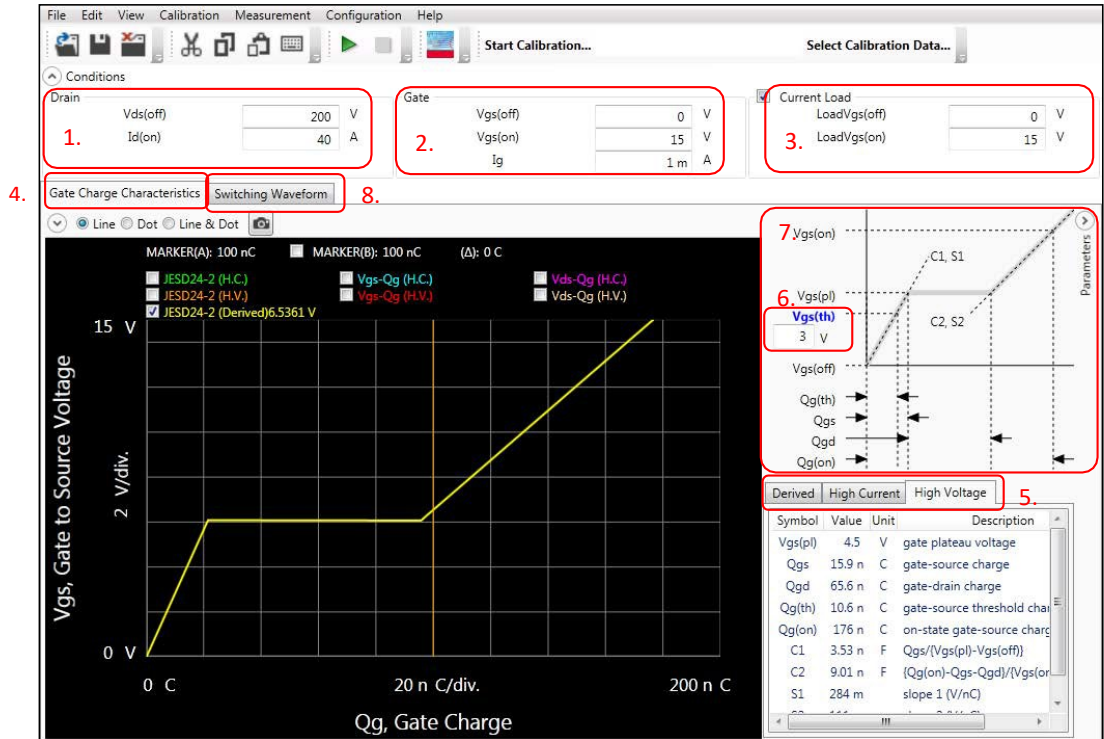 File Edit View Calibration Measurement Configuration Help
Start Calibration... Select Calibration Data...
Conditions
Drain
Vds(off) 200 V
Id(on) 40 A
1.
Gate
Vgs(off) 0 V
Vgs(on) 15 V
Ig 1 m A
2.
Current Load
LoadVgs(off) 0 V
LoadVgs(on) 15 V
3.
4. Gate Charge Characteristics Switching Waveform 8.
Line Dot Line & Dot
MARKER(A): 100 nC MARKER(B): 100 nC (Δ): 0 C
JESD24-2 (H.C.) Vgs-Qg (H.C.) Vds-Qg (H.C.)
JESD24-2 (H.V.) Vgs-Qg (H.V.) Vds-Qg (H.V.)
JESD24-2 (Derived)6.5361 V
15 V
2 V/div.
Vgs, Gate to Source Voltage
0 V
0 C 20 n C/div. 200 n C
Qg, Gate Charge
7.
Vgs(on)
C1, S1
Parameters
Vgs(pl)
6.
Vgs(th)
3 V
C2, S2
Vgs(off)
Qg(th)
Qgs
Qgd
Qg(on)
Derived High Current High Voltage 5.
Symbol Value Unit Description
Vgs(pl) 4.5 V gate plateau voltage
Qgs 15.9 n C gate-source charge
Qgd 65.6 n C gate-drain charge
Qg(th) 10.6 n C gate-source threshold char
Qg(on) 176 n C on-state gate-source charg
C1 3.53 n F Qgs/{Vgs(pl)-Vgs(off)}
C2 9.01 n F {Qg(on)-Qgs-Qgd}/{Vgs(or
S1 284 m slope 1 (V/nC)